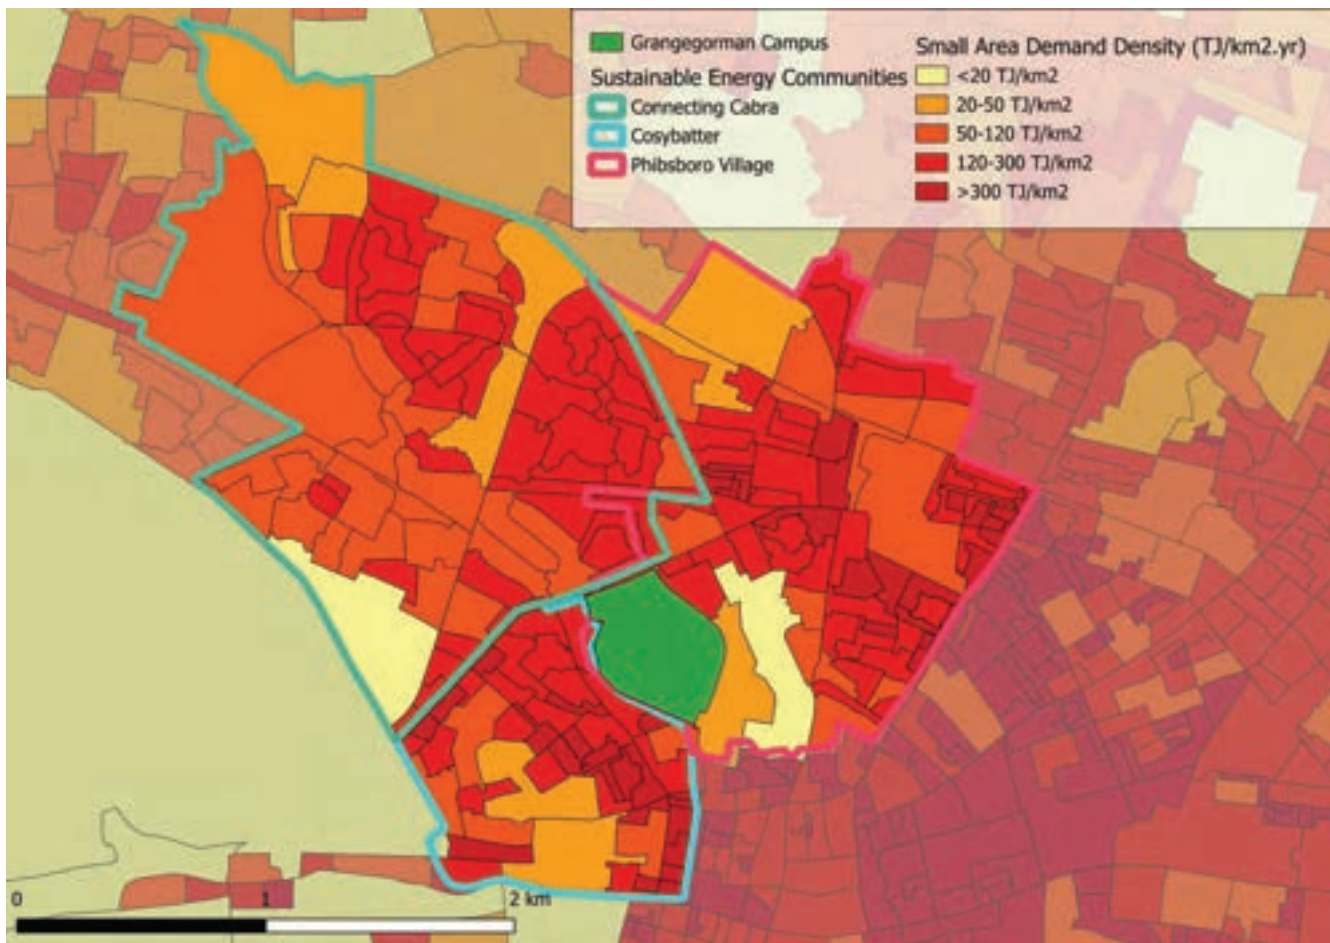 Grangegorman Campus
Sustainable Energy Communities
Connecting Cabra
Cosybatter
Phibsboro Village
Small Area Demand Density (TJ/km2.yr)
<20 TJ/km2
20-50 TJ/km2
50-120 TJ/km2
120-300 TJ/km2
>300 TJ/km2
0 1 2 km